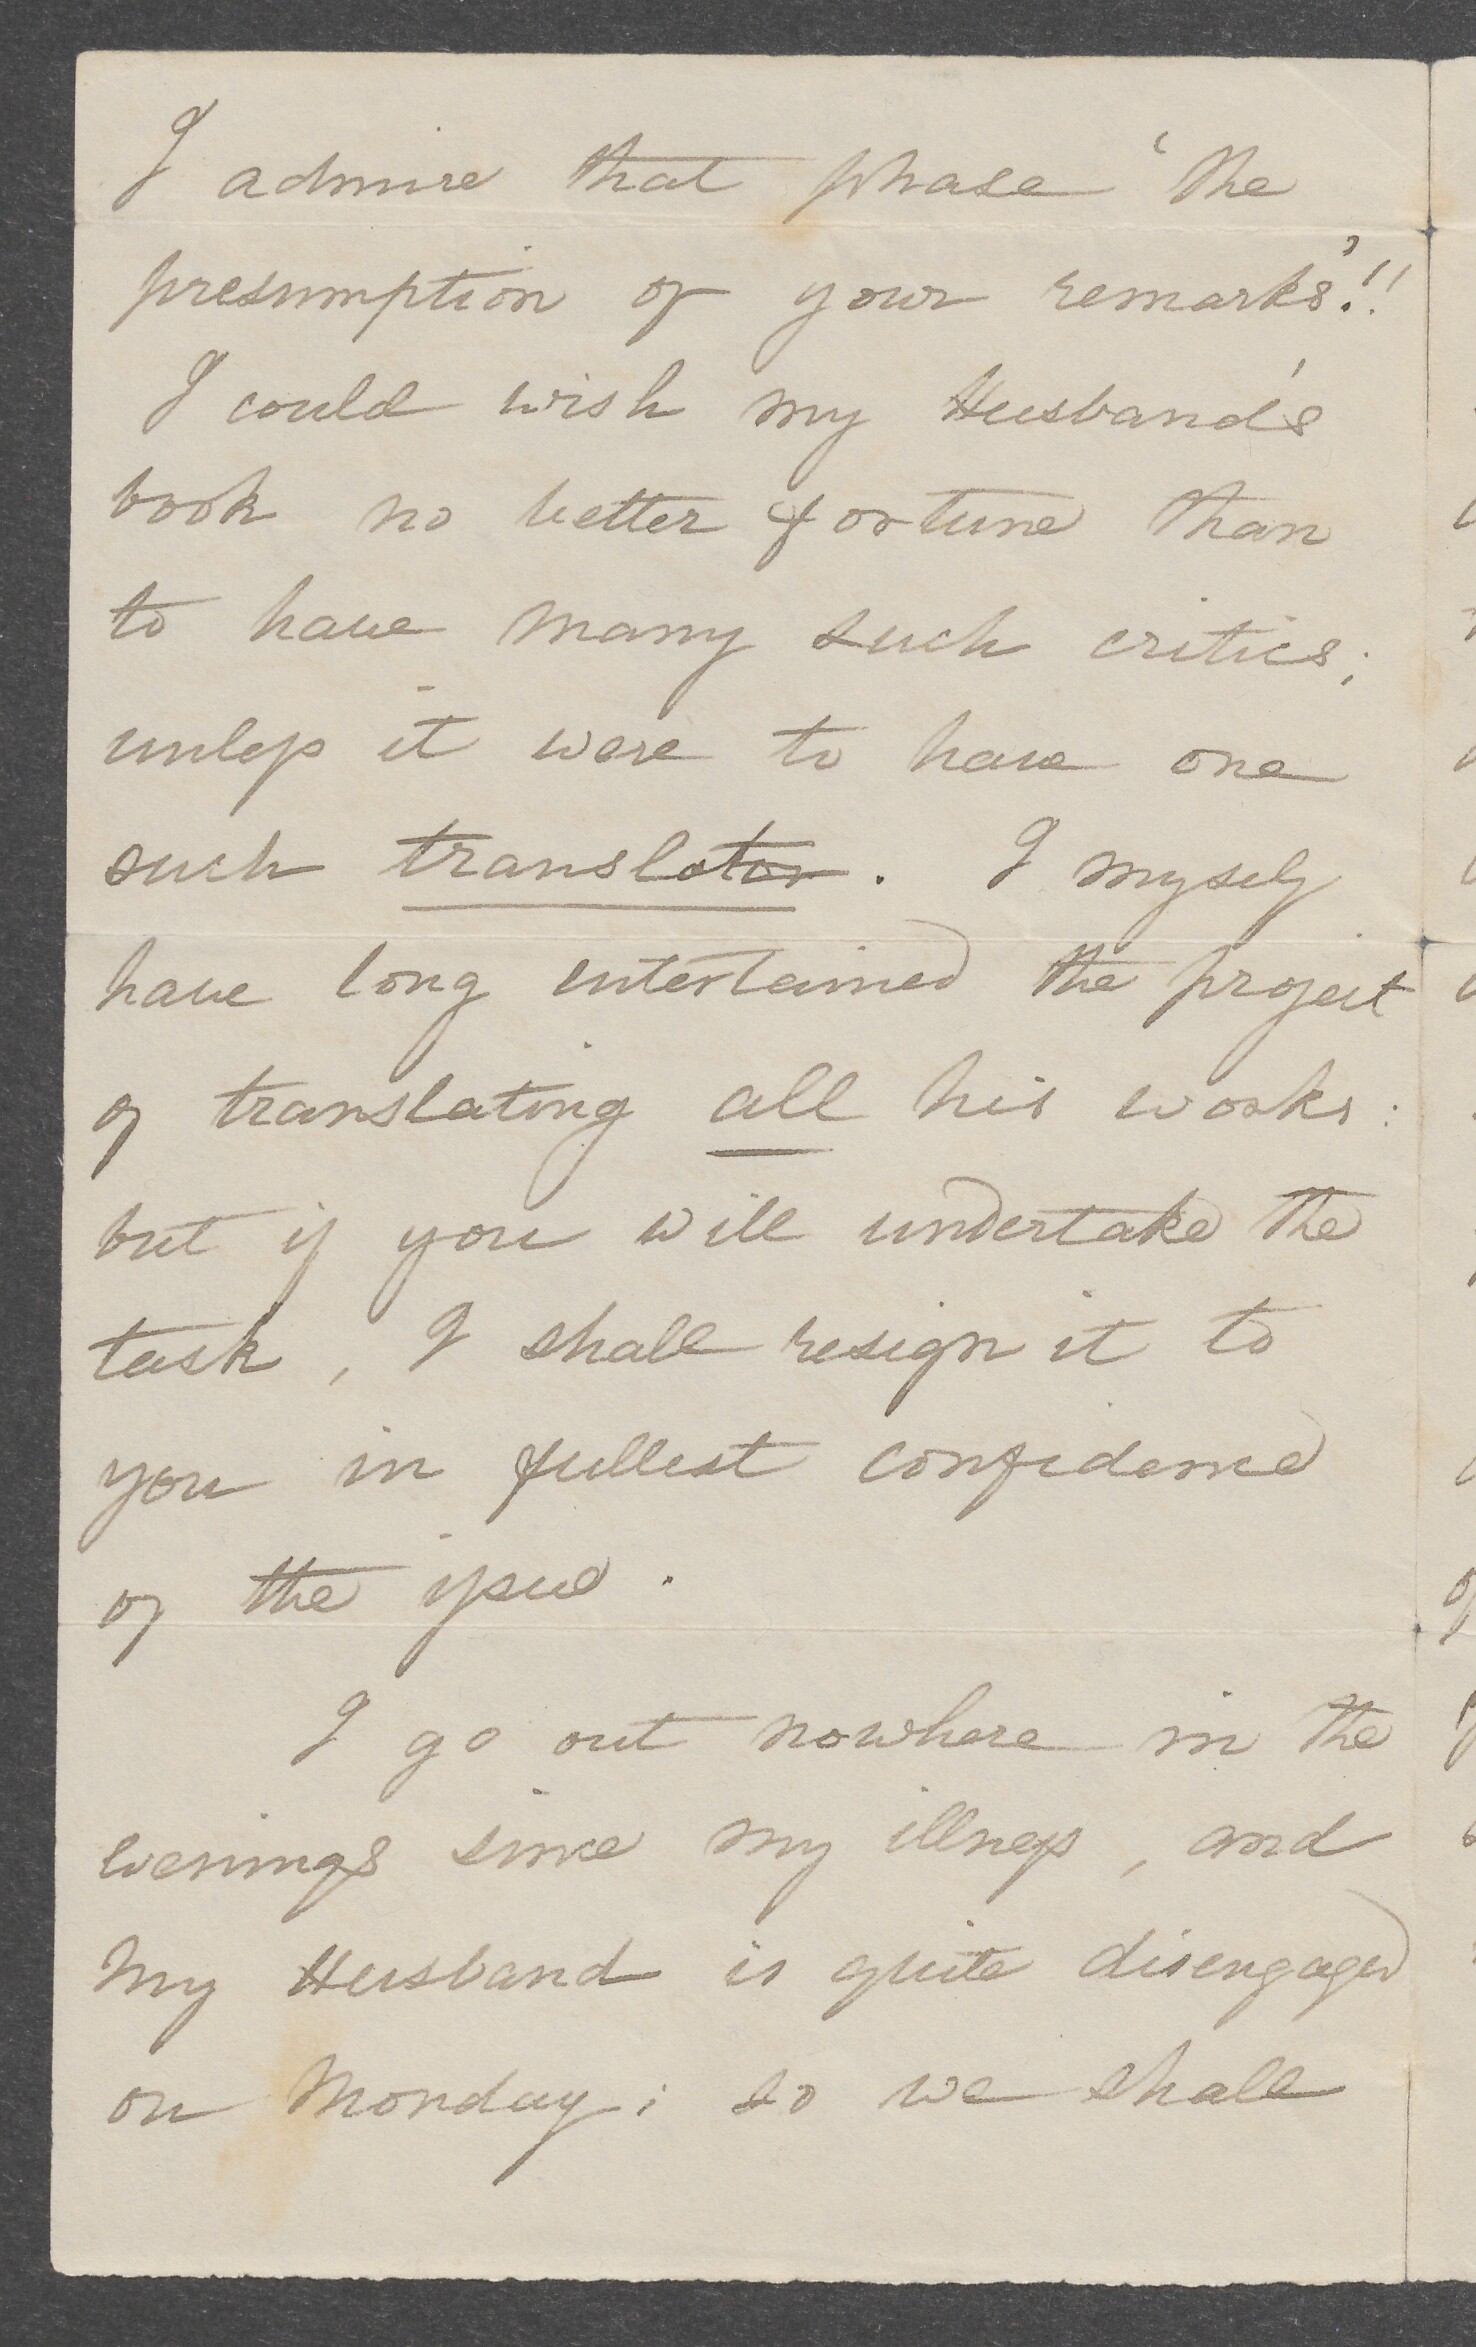 I admire that phase 'the
presumption of your remarks'!!
I could wish my Husband's
book no better fortune than
to have many such critics;
unless it were to have one
such translator. I myself
have long entertained the project
of translating all his works:
but if you will undertake the
task, I shall resign it to
you in fullest confidence
of the issue.
I go out nowhere in the
evenings since my illness, and
my Husband is quite disengaged
on Monday; so we shall